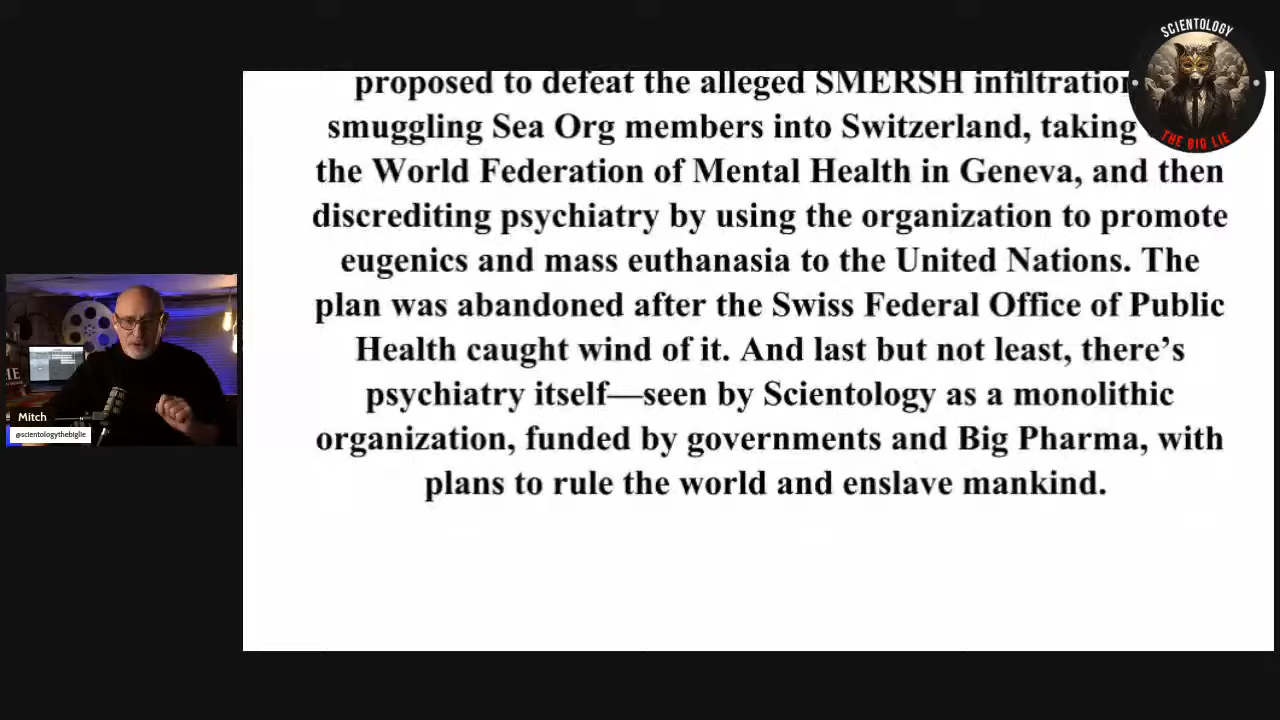 SCIENTOLOGY
THE BIG LIE
proposed to defeat the alleged SMERSH infiltration
smuggling Sea Org members into Switzerland, taking
the World Federation of Mental Health in Geneva, and then
discrediting psychiatry by using the organization to promote
eugenics and mass euthanasia to the United Nations. The
plan was abandoned after the Swiss Federal Office of Public
Health caught wind of it. And last but not least, there’s
psychiatry itself—seen by Scientology as a monolithic
organization, funded by governments and Big Pharma, with
plans to rule the world and enslave mankind.
Mitch
@scientologythebiglie